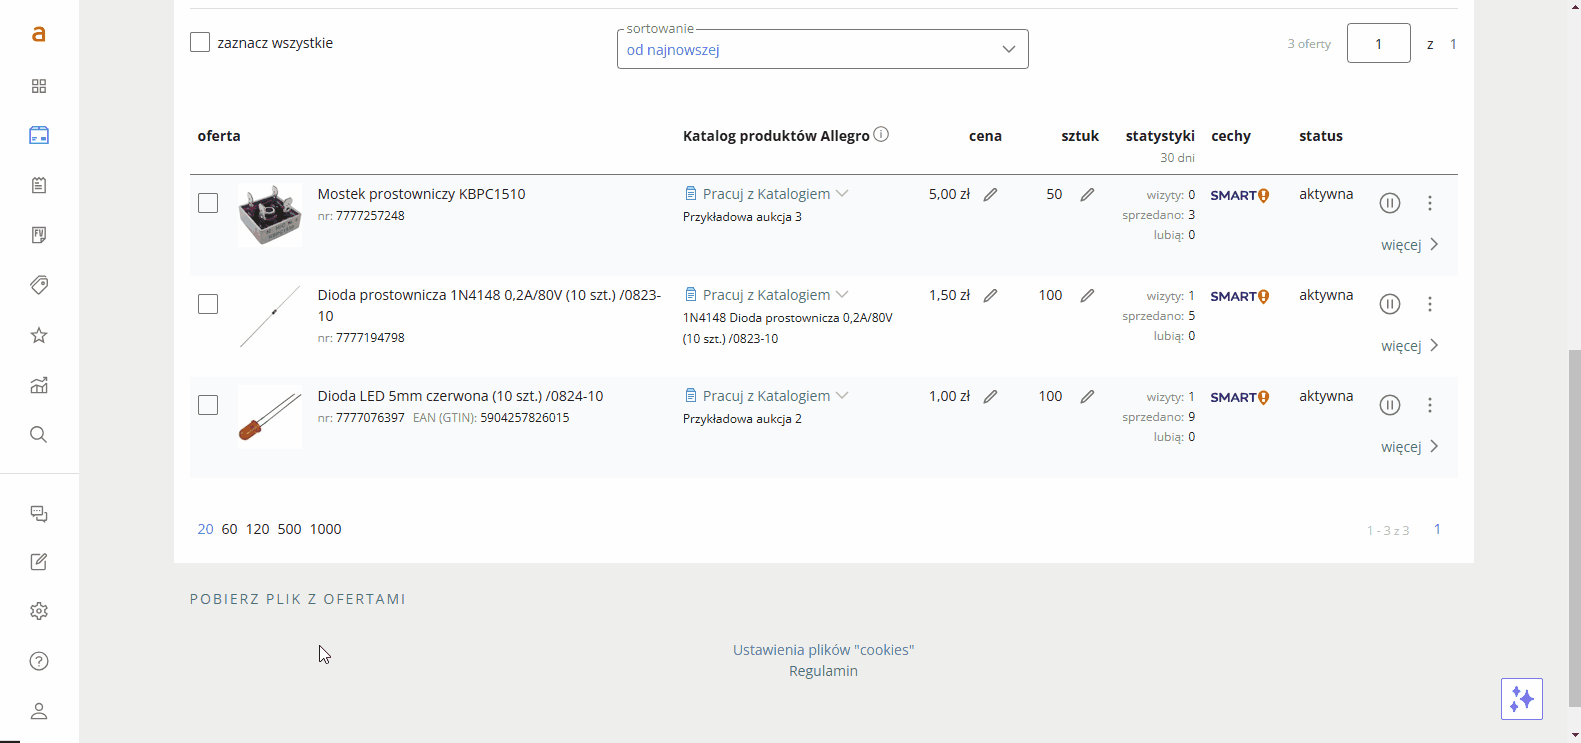 a
zaznacz wszystkie
sortowanie
od najnowszej
3 oferty 1 z 1
oferta Katalog produktów Allegro cena sztuk statystyki cechy status
30 dni
Mostek prostowniczy KBPC1510 Pracuj z Katalogiem 5,00 zł 50 wizyty: 0 SMART! aktywna
nr: 7777257248 Przykładowa aukcja 3 sprzedano: 3
lubią: 0
więcej
Dioda prostownicza 1N4148 0,2A/80V (10 szt.) /0823- Pracuj z Katalogiem 1,50 zł 100 wizyty: 1 SMART! aktywna
10 1N4148 Dioda prostownicza 0,2A/80V sprzedano: 5
nr: 7777194798 (10 szt.) /0823-10 lubią: 0
więcej
Dioda LED 5mm czerwona (10 szt.) /0824-10 Pracuj z Katalogiem 1,00 zł 100 wizyty: 1 SMART! aktywna
nr: 7777076397 EAN (GTIN): 5904257826015 Przykładowa aukcja 2 sprzedano: 9
lubią: 0
więcej
20 60 120 500 1000 1 - 3 z 3 1
POBIERZ PLIK Z OFERTAMI
Ustawienia plików "cookies"
Regulamin